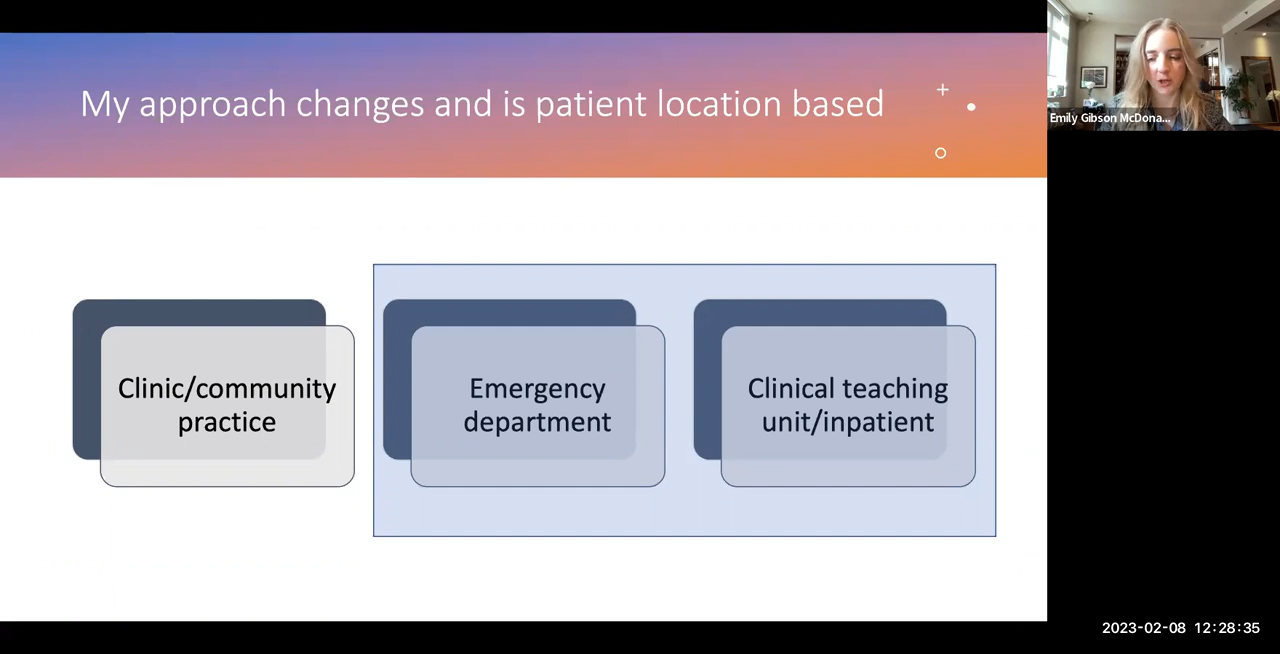 My approach changes and is patient location based
Emily Gibson McDona...
Clinic/community
practice
Emergency
department
Clinical teaching
unit/inpatient
2023-02-08 12:28:35